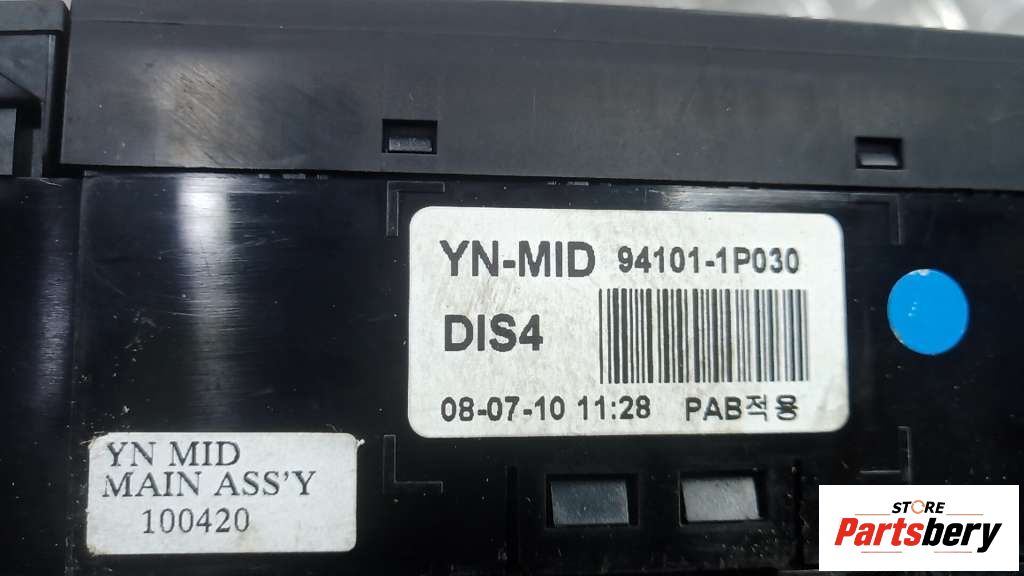 YN-MID 94101-1P030
DIS4
08-07-10 11:28 PAB적용
YN MID
MAIN ASS'Y
100420
STORE
Partsbery